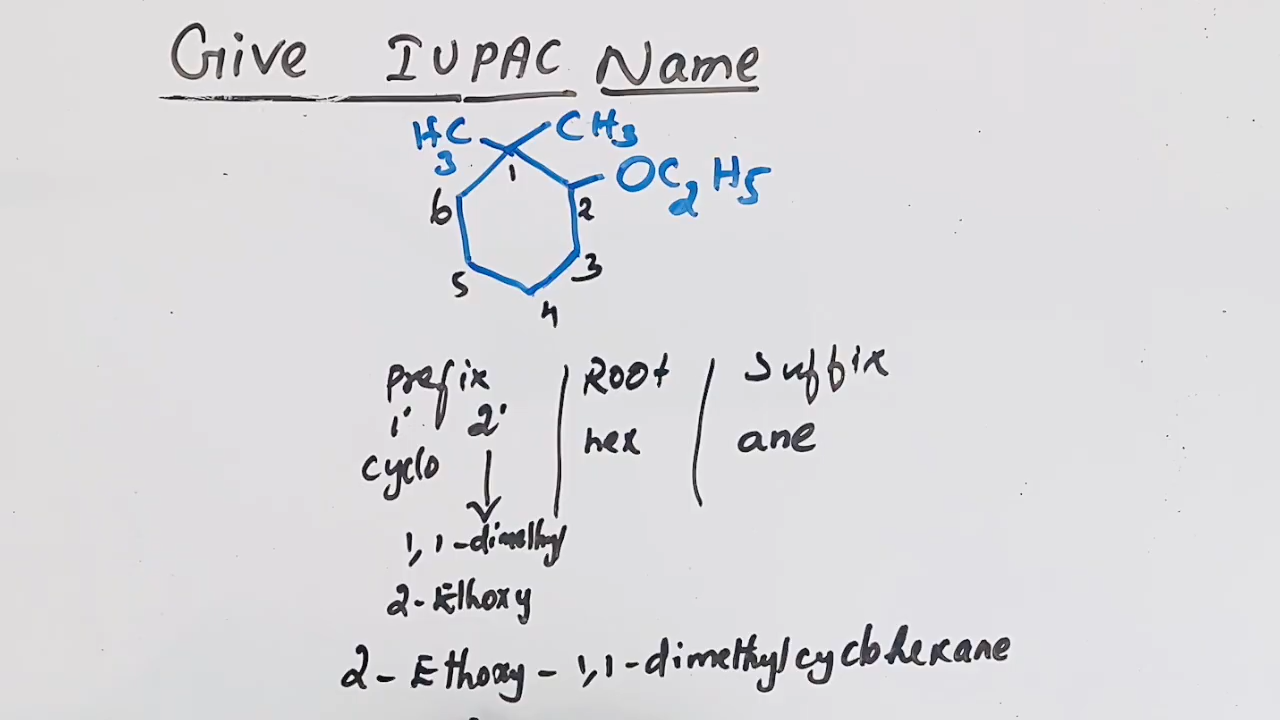 Give IUPAC Name
H3C CH3
1 OC2H5
6 2
5 3
4
Prefix Root Suffix
1° 2° hex ane
cyclo
1,1-dimethyl
2-Ethoxy
2-Ethoxy-1,1-dimethylcyclohexane